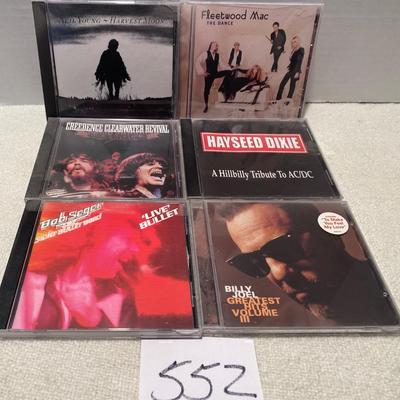 NEIL YOUNG ~ HARVEST MOON
Fleetwood Mac
THE DANCE
CREEDENCE CLEARWATER REVIVAL
HAYSEED DIXIE
A Hillbilly Tribute To AC/DC
Bob Seger
Silver Bullet Band
'LIVE' BULLET
"To Make
You Feel
My Love"
BILLY
JOEL
GREATEST
HITS
VOLUME
III
552